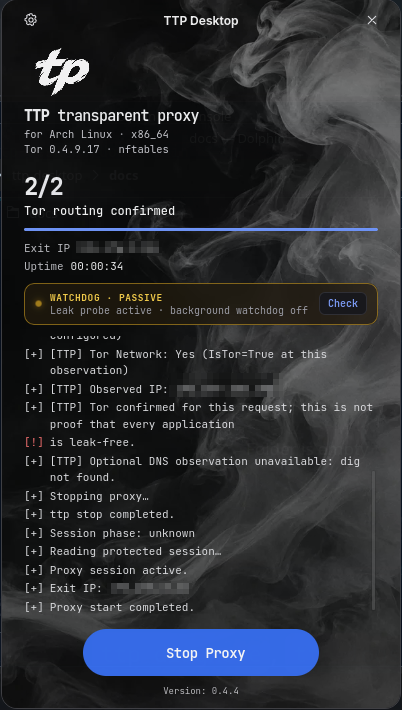 TTP Desktop
tp
TTP transparent proxy
for Arch Linux · x86_64
Tor 0.4.9.17 · nftables
2/2
Tor routing confirmed
Exit IP
Uptime 00:00:34
WATCHDOG · PASSIVE
Leak probe active · background watchdog off
Check
configured)
[+] [TTP] Tor Network: Yes (IsTor=True at this
observation)
[+] [TTP] Observed IP:
[+] [TTP] Tor confirmed for this request; this is not
proof that every application
[!] is leak-free.
[+] [TTP] Optional DNS observation unavailable: dig
not found.
[+] Stopping proxy…
[+] ttp stop completed.
[+] Session phase: unknown
[+] Reading protected session…
[+] Proxy session active.
[+] Exit IP:
[+] Proxy start completed.
Stop Proxy
Version: 0.4.4